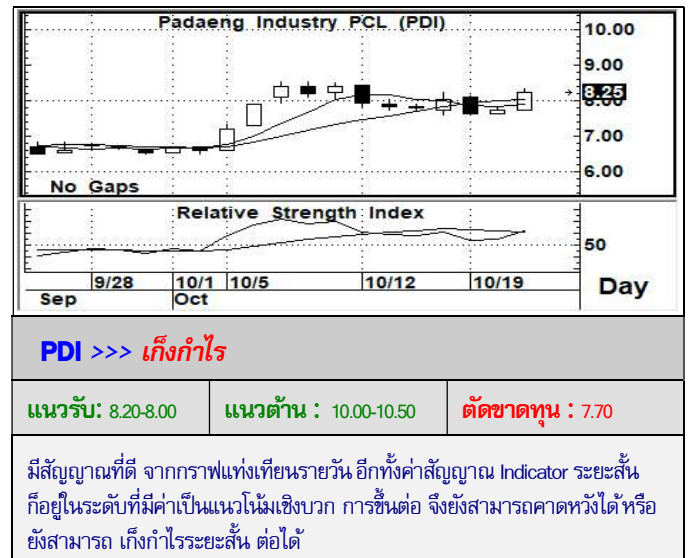 Padaeng Industry PCL (PDI)
10.00
9.00
8.25
8.00
7.00
6.00
No Gaps
Relative Strength Index
50
9/28 10/1 10/5 10/12 10/19
Sep Oct
Day
PDI >>> เก็งกำไร
แนวรับ: 8.20-8.00 แนวต้าน : 10.00-10.50 ตัดขาดทุน : 7.70
มีสัญญาณที่ดี จากกราฟแท่งเทียนรายวัน อีกทั้งค่าสัญญาณ Indicator ระยะสั้น
ก็อยู่ในระดับที่มีค่าเป็นแนวโน้มเชิงบวก การขึ้นต่อ จึงยังสามารถคาดหวังได้ หรือ
ยังสามารถ เก็งกำไรระยะสั้น ต่อได้